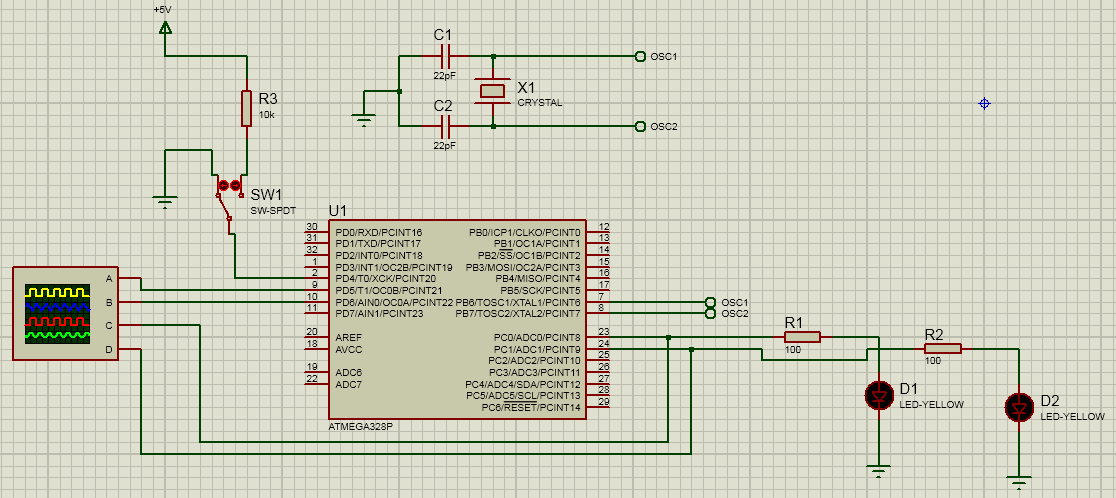 +5V
R3
10k
C1
22pF
X1
CRYSTAL
C2
22pF
OSC1
OSC2
SW1
SW-SPDT
U1
30 PD0/RXD/PCINT16 PB0/ICP1/CLKO/PCINT0 12
31 PD1/TXD/PCINT17 PB1/OC1A/PCINT1 13
32 PD2/INT0/PCINT18 PB2/SS/OC1B/PCINT2 14
1 PD3/INT1/OC2B/PCINT19 PB3/MOSI/OC2A/PCINT3 15
2 PD4/T0/XCK/PCINT20 PB4/MISO/PCINT4 16
9 PD5/T1/OC0B/PCINT21 PB5/SCK/PCINT5 17
10 PD6/AIN0/OC0A/PCINT22 PB6/TOSC1/XTAL1/PCINT6 7
11 PD7/AIN1/PCINT23 PB7/TOSC2/XTAL2/PCINT7 8
20 AREF PC0/ADC0/PCINT8 23
18 AVCC PC1/ADC1/PCINT9 24
PC2/ADC2/PCINT10 25
19 ADC6 PC3/ADC3/PCINT11 26
22 ADC7 PC4/ADC4/SDA/PCINT12 27
PC5/ADC5/SCL/PCINT13 28
PC6/RESET/PCINT14 29
ATMEGA328P
A
B
C
D
OSC1
OSC2
R1
100
R2
100
D1
LED-YELLOW
D2
LED-YELLOW